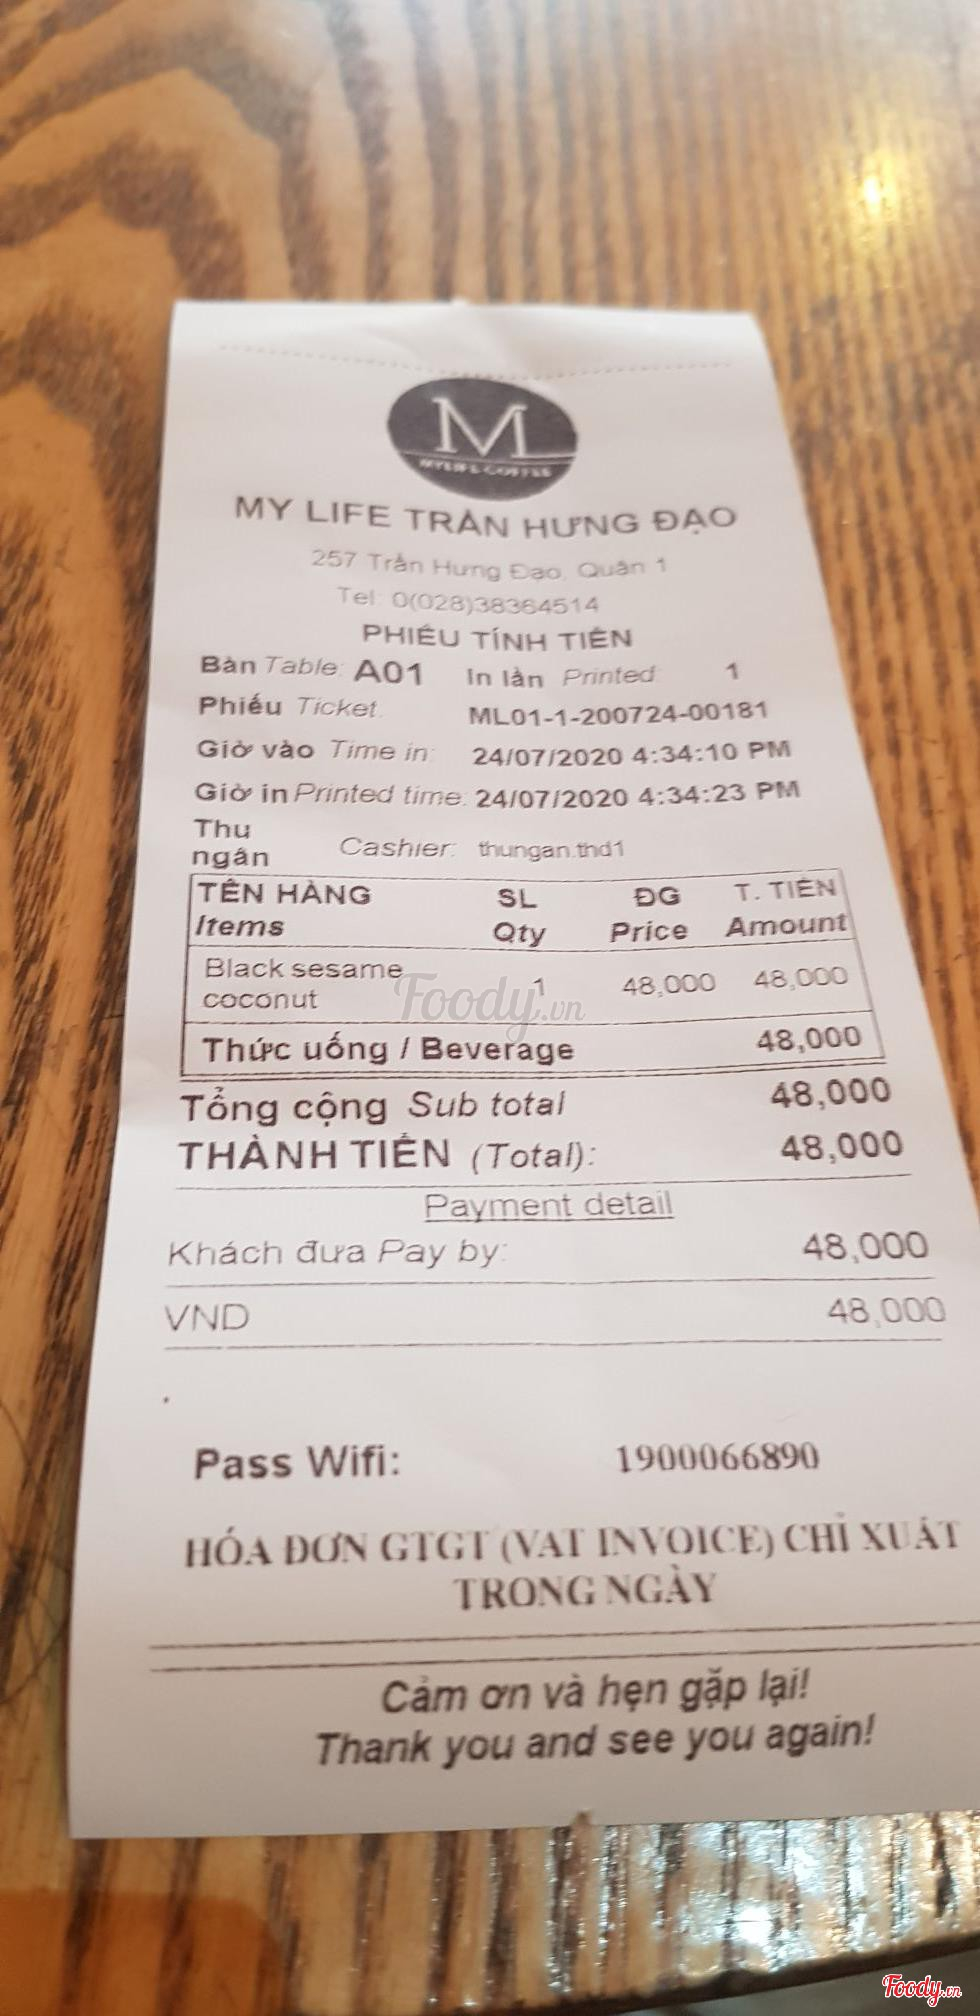 M
MYLIFE COFFEE
MY LIFE TRẦN HƯNG ĐẠO
257 Trần Hưng Đạo, Quận 1
Tel: 0(028)38364514
PHIẾU TÍNH TIỀN
Bàn Table: A01 In lần Printed: 1
Phiếu Ticket: ML01-1-200724-00181
Giờ vào Time in: 24/07/2020 4:34:10 PM
Giờ in Printed time: 24/07/2020 4:34:23 PM
Thu
ngân Cashier: thungan.thd1
TÊN HÀNG SL ĐG T. TIỀN
Items Qty Price Amount
Black sesame
coconut 1 48,000 48,000
Foody.vn
Thức uống / Beverage 48,000
Tổng cộng Sub total 48,000
THÀNH TIỀN (Total): 48,000
Payment detail
Khách đưa Pay by: 48,000
VND 48,000
Pass Wifi: 1900066890
HÓA ĐƠN GTGT (VAT INVOICE) CHỈ XUẤT
TRONG NGÀY
Cảm ơn và hẹn gặp lại!
Thank you and see you again!
Foody.vn